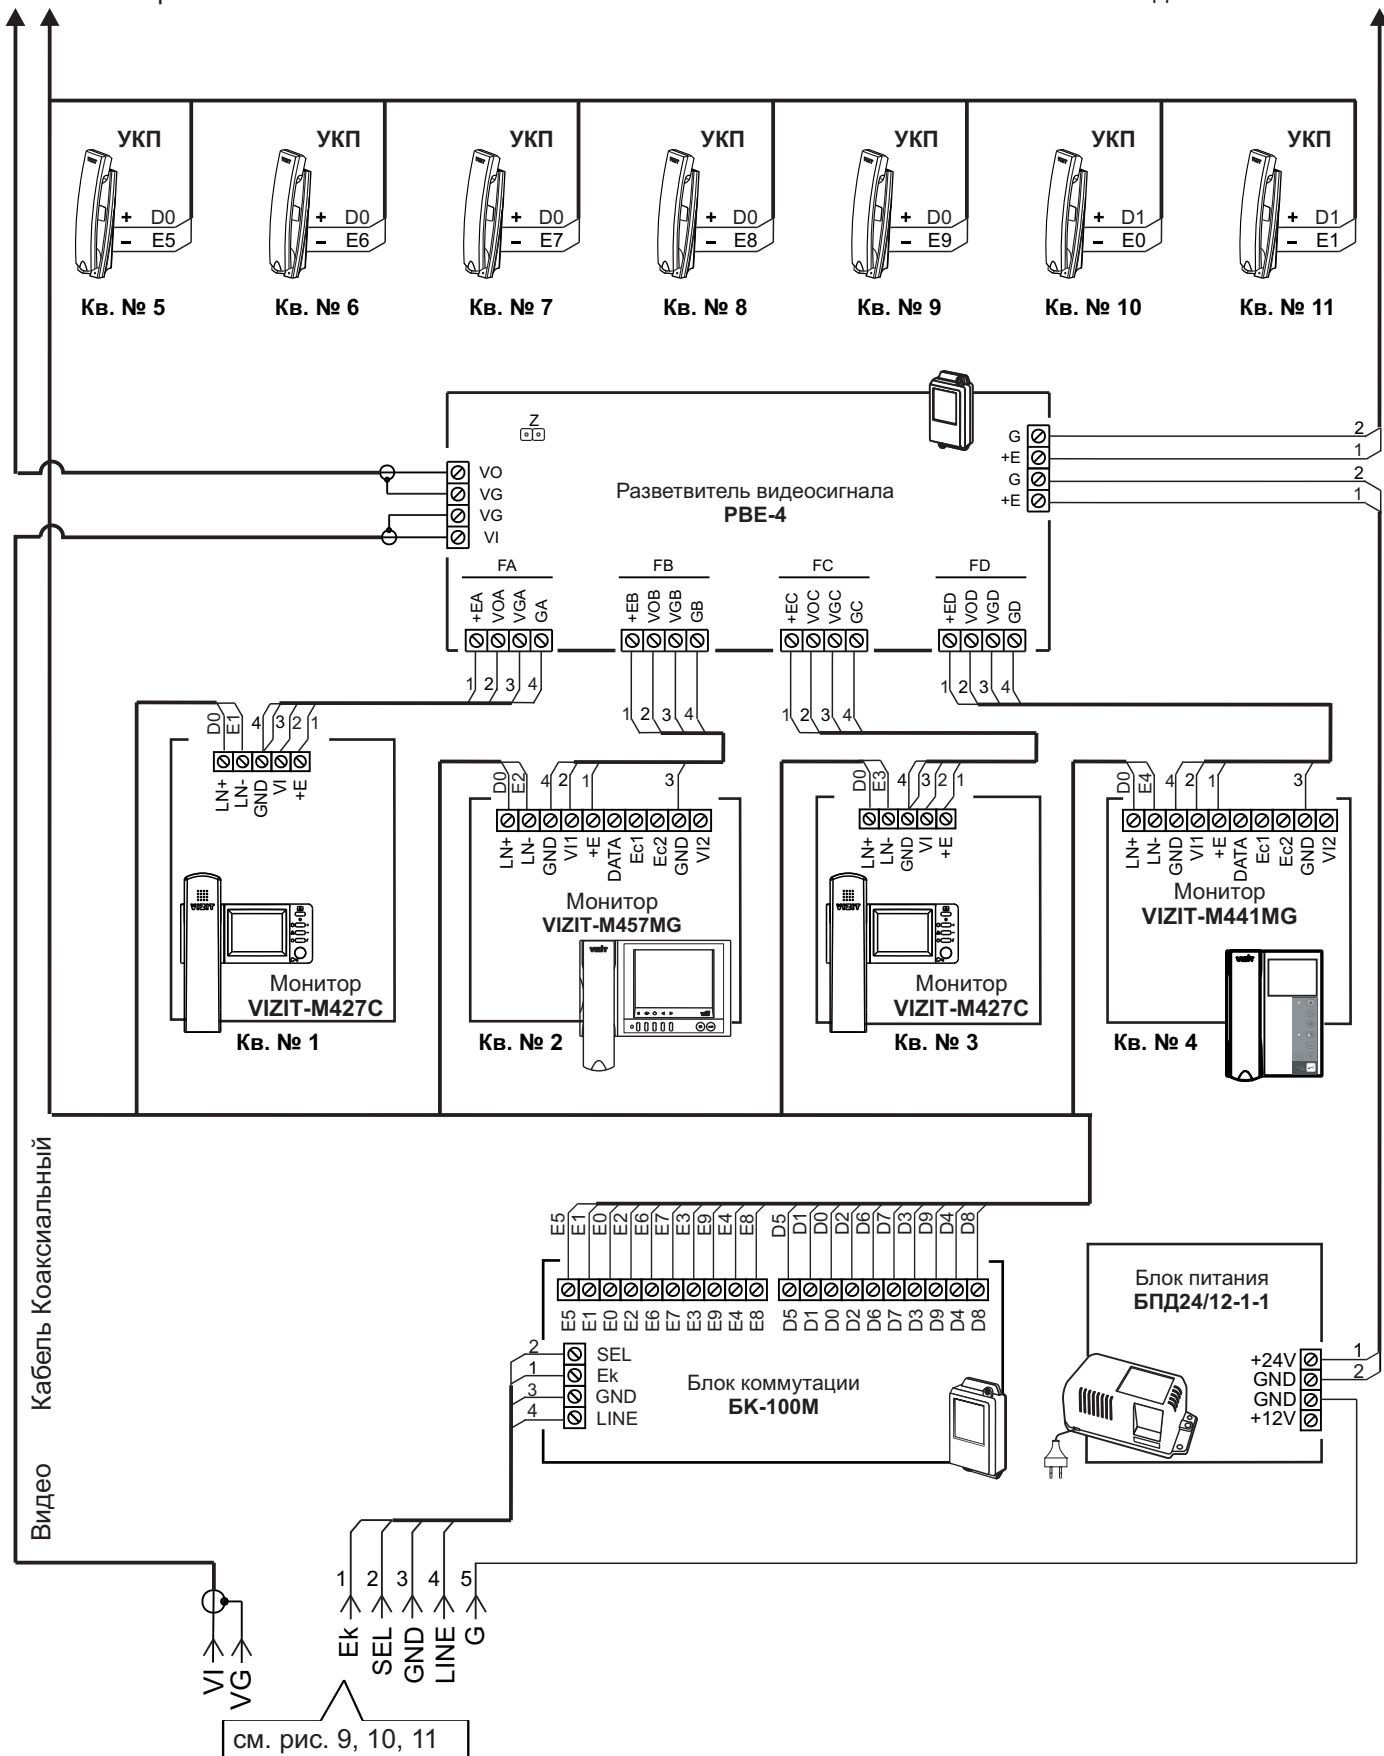 УКП УКП УКП УКП УКП УКП УКП
+ D0 + D0 + D0 + D0 + D0 + D1 + D1
– E5 – E6 – E7 – E8 – E9 – E0 – E1
Кв. № 5 Кв. № 6 Кв. № 7 Кв. № 8 Кв. № 9 Кв. № 10 Кв. № 11
Z
G 2
+E 1
G 2
+E 1
VO
VG
VG
VI
Разветвитель видеосигнала
РВЕ-4
FA FB FC FD
+EA VOA VGA GA
+EB VOB VGB GB
+EC VOC VGC GC
+ED VOD VGD GD
1 2 3 4
1 2 3 4
1 2 3 4
1 2 3 4
D0 E1 4 3 2 1
LN+ LN- GND VI +E
VIZIT
Монитор
VIZIT-M427C
Кв. № 1
D0 E2 4 2 1 3
LN+ LN- GND VI1 +E DATA Ec1 Ec2 GND VI2
Монитор
VIZIT-M457MG
Кв. № 2
D0 E3 4 3 2 1
LN+ LN- GND VI +E
VIZIT
Монитор
VIZIT-M427C
Кв. № 3
D0 E4 4 2 1 3
LN+ LN- GND VI1 +E DATA Ec1 Ec2 GND VI2
Монитор
VIZIT-M441MG
Кв. № 4
Видео Кабель Коаксиальный
E5 E1 E0 E2 E6 E7 E3 E9 E4 E8 D5 D1 D0 D2 D6 D7 D3 D9 D4 D8
E5 E1 E0 E2 E6 E7 E3 E9 E4 E8 D5 D1 D0 D2 D6 D7 D3 D9 D4 D8
2 SEL
1 Ek
3 GND
4 LINE
Блок коммутации
БК-100М
Блок питания
БПД24/12-1-1
+24V 1
GND 2
GND
+12V
1 2 3 4 5
VI VG Ek SEL GND LINE G
см. рис. 9, 10, 11